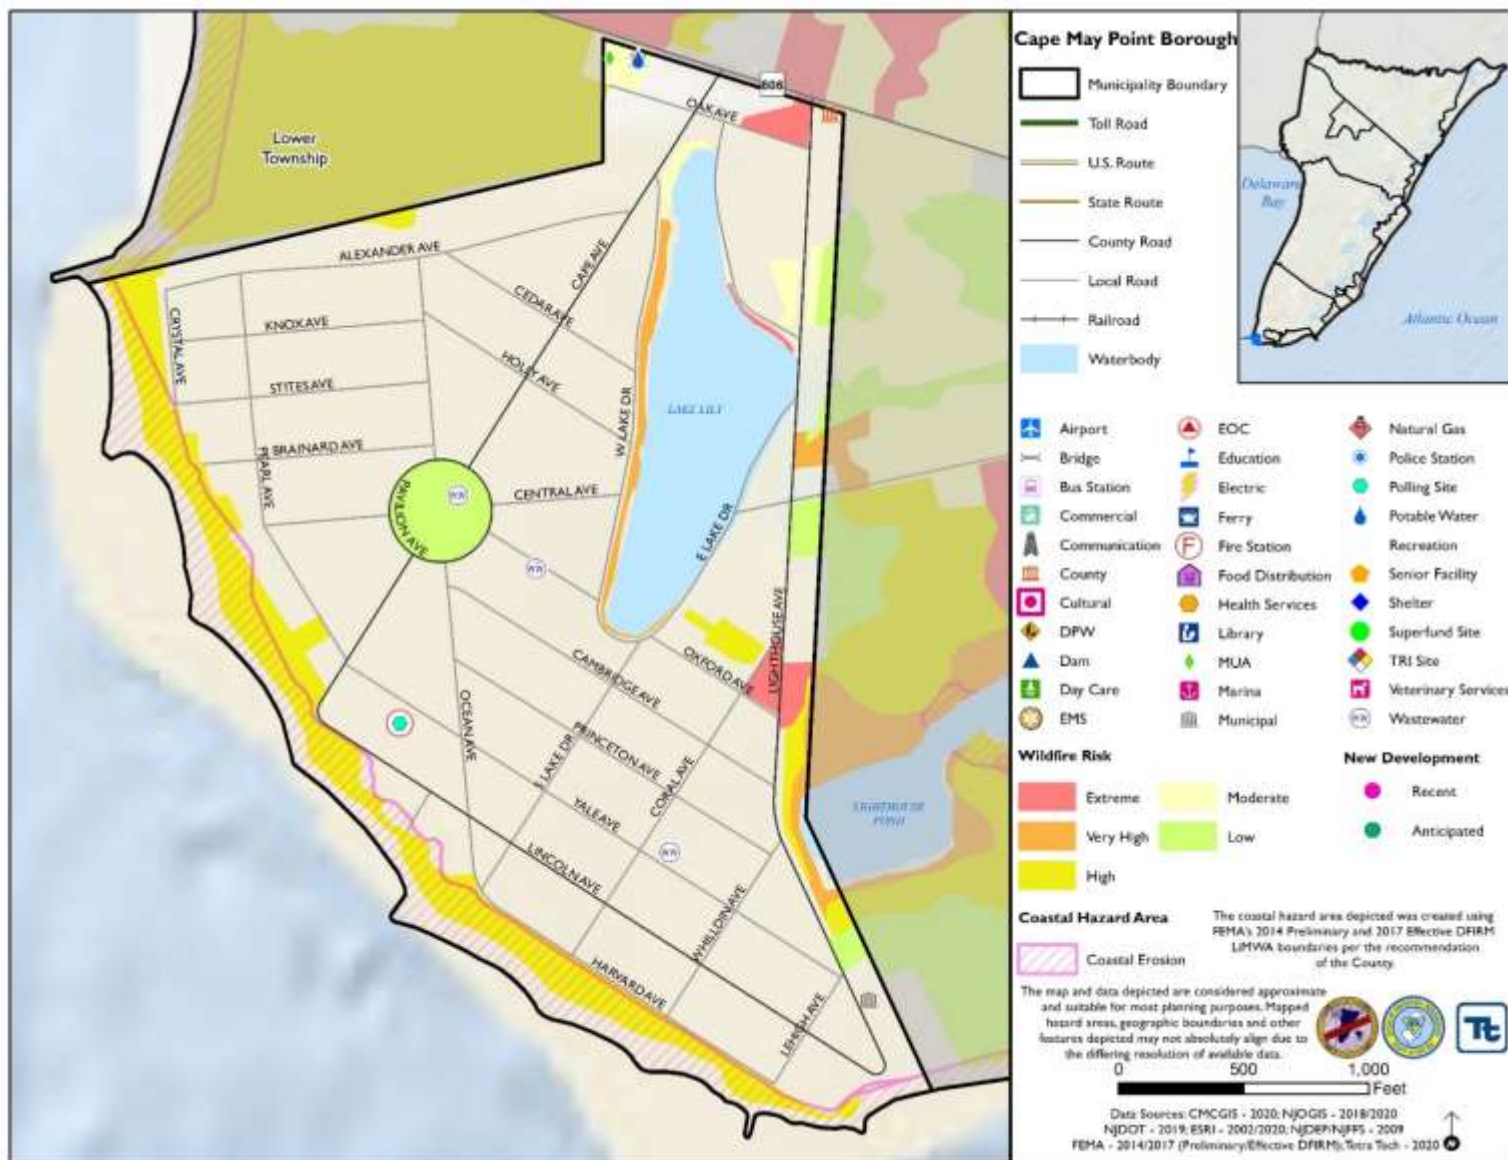 Cape May Point Borough
Municipality Boundary
Toll Road
U.S. Route
State Route
County Road
Local Road
Railroad
Waterbody
Delaware
Bay
Atlantic Ocean
Airport
Bridge
Bus Station
Commercial
Communication
County
Cultural
DPW
Dam
Day Care
EMS
EOC
Education
Electric
Ferry
F
Fire Station
Food Distribution
Health Services
Library
MUA
Marina
Municipal
Natural Gas
Police Station
Polling Site
Potable Water
Recreation
Senior Facility
Shelter
Superfund Site
TRI Site
Veterinary Services
WW
Wastewater
Wildfire Risk
Extreme
Very High
High
Moderate
Low
New Development
Recent
Anticipated
Coastal Hazard Area
Coastal Erosion
The coastal hazard area depicted was created using
FEMA's 2014 Preliminary and 2017 Effective DFIRM
LiMWA boundaries per the recommendation
of the County.
The map and data depicted are considered approximate
and suitable for most planning purposes. Mapped
hazard areas, geographic boundaries and other
features depicted may not absolutely align due to
the differing resolution of available data.
Tt
0 500 1,000
Feet
Data Sources: CMCGIS - 2020; NJOGIS - 2018/2020
NJDOT - 2019; ESRI - 2002/2020; NJDEP/NJFFS - 2009
FEMA - 2014/2017 (Preliminary/Effective DFIRM); Tetra Tech - 2020
N
Lower
Township
606
OAK AVE
ALEXANDER AVE
CAPE AVE
CEDAR AVE
CRYSTAL AVE
KNOX AVE
HOLLY AVE
STITES AVE
W LAKE DR
LAKE LILY
BRAINARD AVE
PEARL AVE
PAVILION AVE
WW
CENTRAL AVE
E LAKE DR
WW
LIGHTHOUSE AVE
OXFORD AVE
CAMBRIDGE AVE
OCEAN AVE
PRINCETON AVE
S LAKE DR
CORAL AVE
YALE AVE
LIGHTHOUSE
POND
WW
LINCOLN AVE
WHILLDIN AVE
HARVARD AVE
LEHIGH AVE